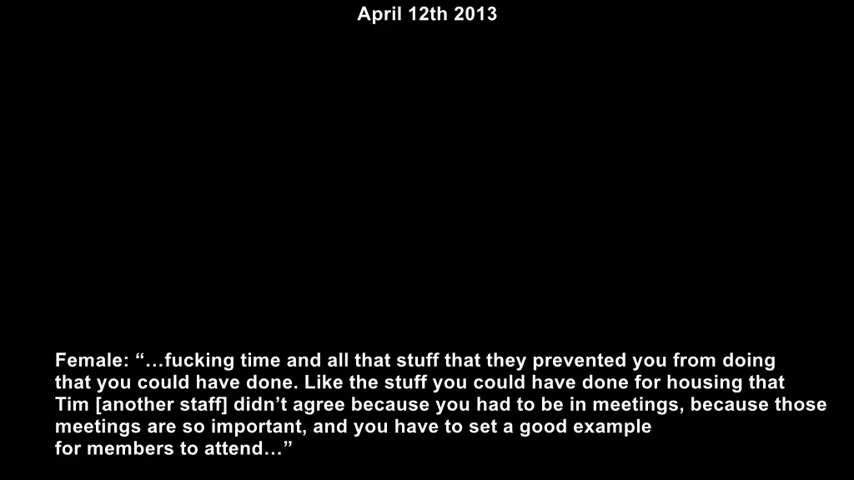 April 12th 2013
Female: “…fucking time and all that stuff that they prevented you from doing
that you could have done. Like the stuff you could have done for housing that
Tim [another staff] didn’t agree because you had to be in meetings, because those
meetings are so important, and you have to set a good example
for members to attend…”